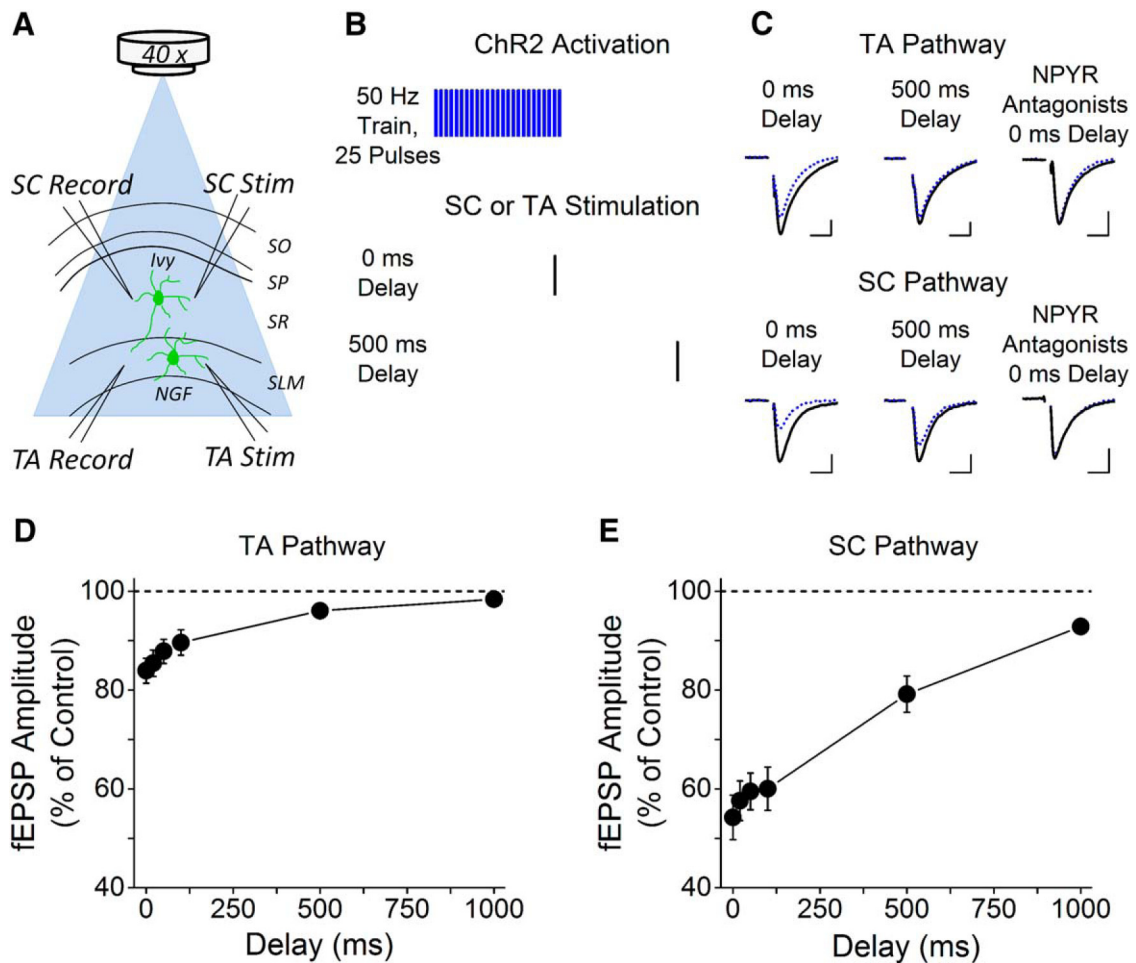 A
40 x
SC Record
SC Stim
SO
Ivy
SP
SR
SLM
NGF
TA Record
TA Stim
B
ChR2 Activation
50 Hz
Train,
25 Pulses
SC or TA Stimulation
0 ms
Delay
500 ms
Delay
C
TA Pathway
0 ms
Delay
500 ms
Delay
NPYR
Antagonists
0 ms Delay
SC Pathway
0 ms
Delay
500 ms
Delay
NPYR
Antagonists
0 ms Delay
D
TA Pathway
fEPSP Amplitude
(% of Control)
100
80
60
40
0
250
500
750
1000
Delay (ms)
E
SC Pathway
fEPSP Amplitude
(% of Control)
100
80
60
40
0
250
500
750
1000
Delay (ms)